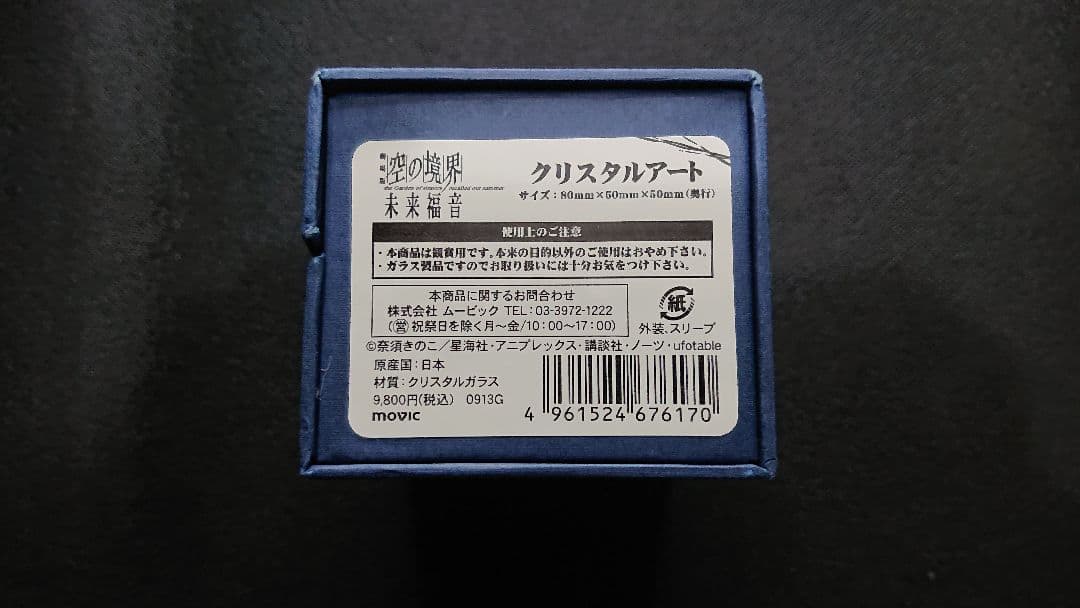 劇場版 空の境界
the Garden of sinners / recalled out summer
未来福音
クリスタルアート
サイズ：80mm×50mm×50mm(奥行)
使用上のご注意
・本商品は観賞用です。本来の目的以外のご使用はおやめ下さい。
・ガラス製品ですのでお取り扱いには十分お気をつけ下さい。
本商品に関するお問合わせ
株式会社 ムービック TEL：03-3972-1222
(営 祝祭日を除く月〜金/10：00〜17：00)
紙
外装、スリーブ
©奈須きのこ／星海社・アニプレックス・講談社・ノーツ・ufotable
原産国：日本
材質：クリスタルガラス
9,800円(税込) 0913G
movic
4 961524 676170